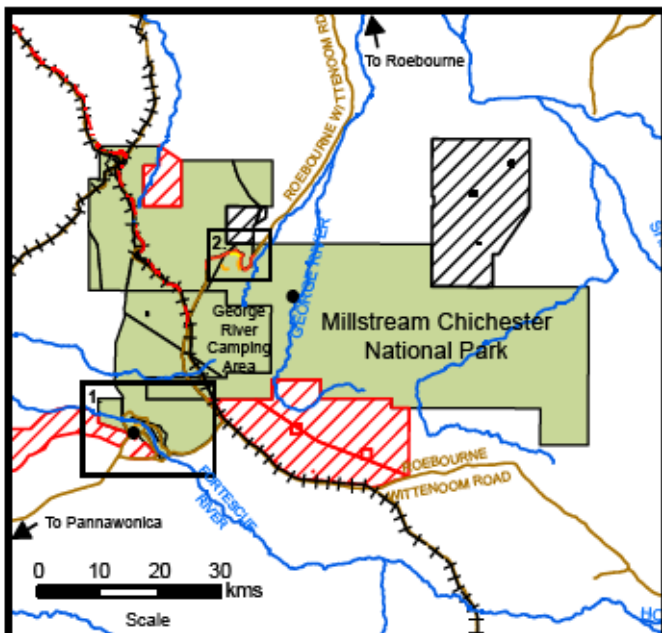 To Roebourne
ROEBOURNE WITTENOOM RD
2.
GEORGE RIVER
George
River
Camping
Area
Millstream Chichester
National Park
1.
ROEBOURNE
WITTENOOM ROAD
FORTESCUE
RIVER
To Pannawonica
0 10 20 30
kms
Scale